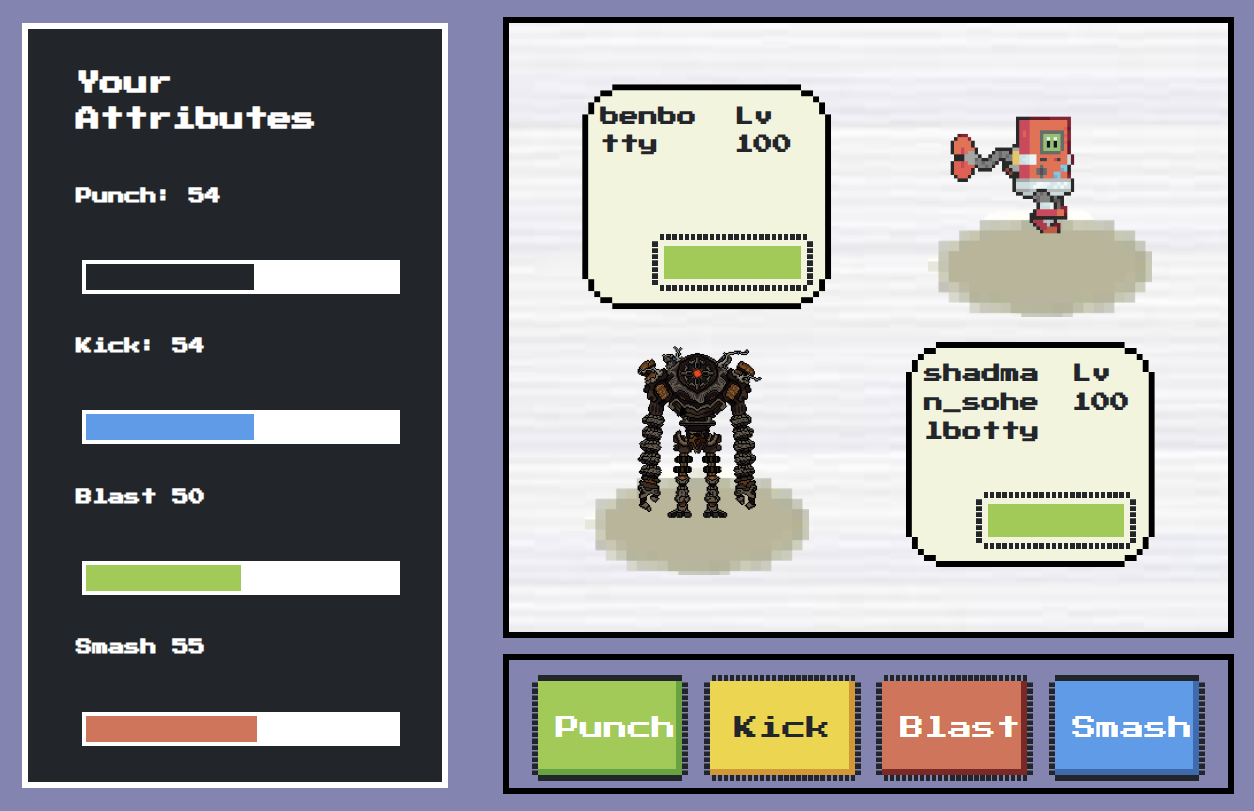 Your
Attributes
Punch: 54
Kick: 54
Blast 50
Smash 55
benbo Lv
tty 100
shadma Lv
n_sohe 100
lbotty
Punch Kick Blast Smash